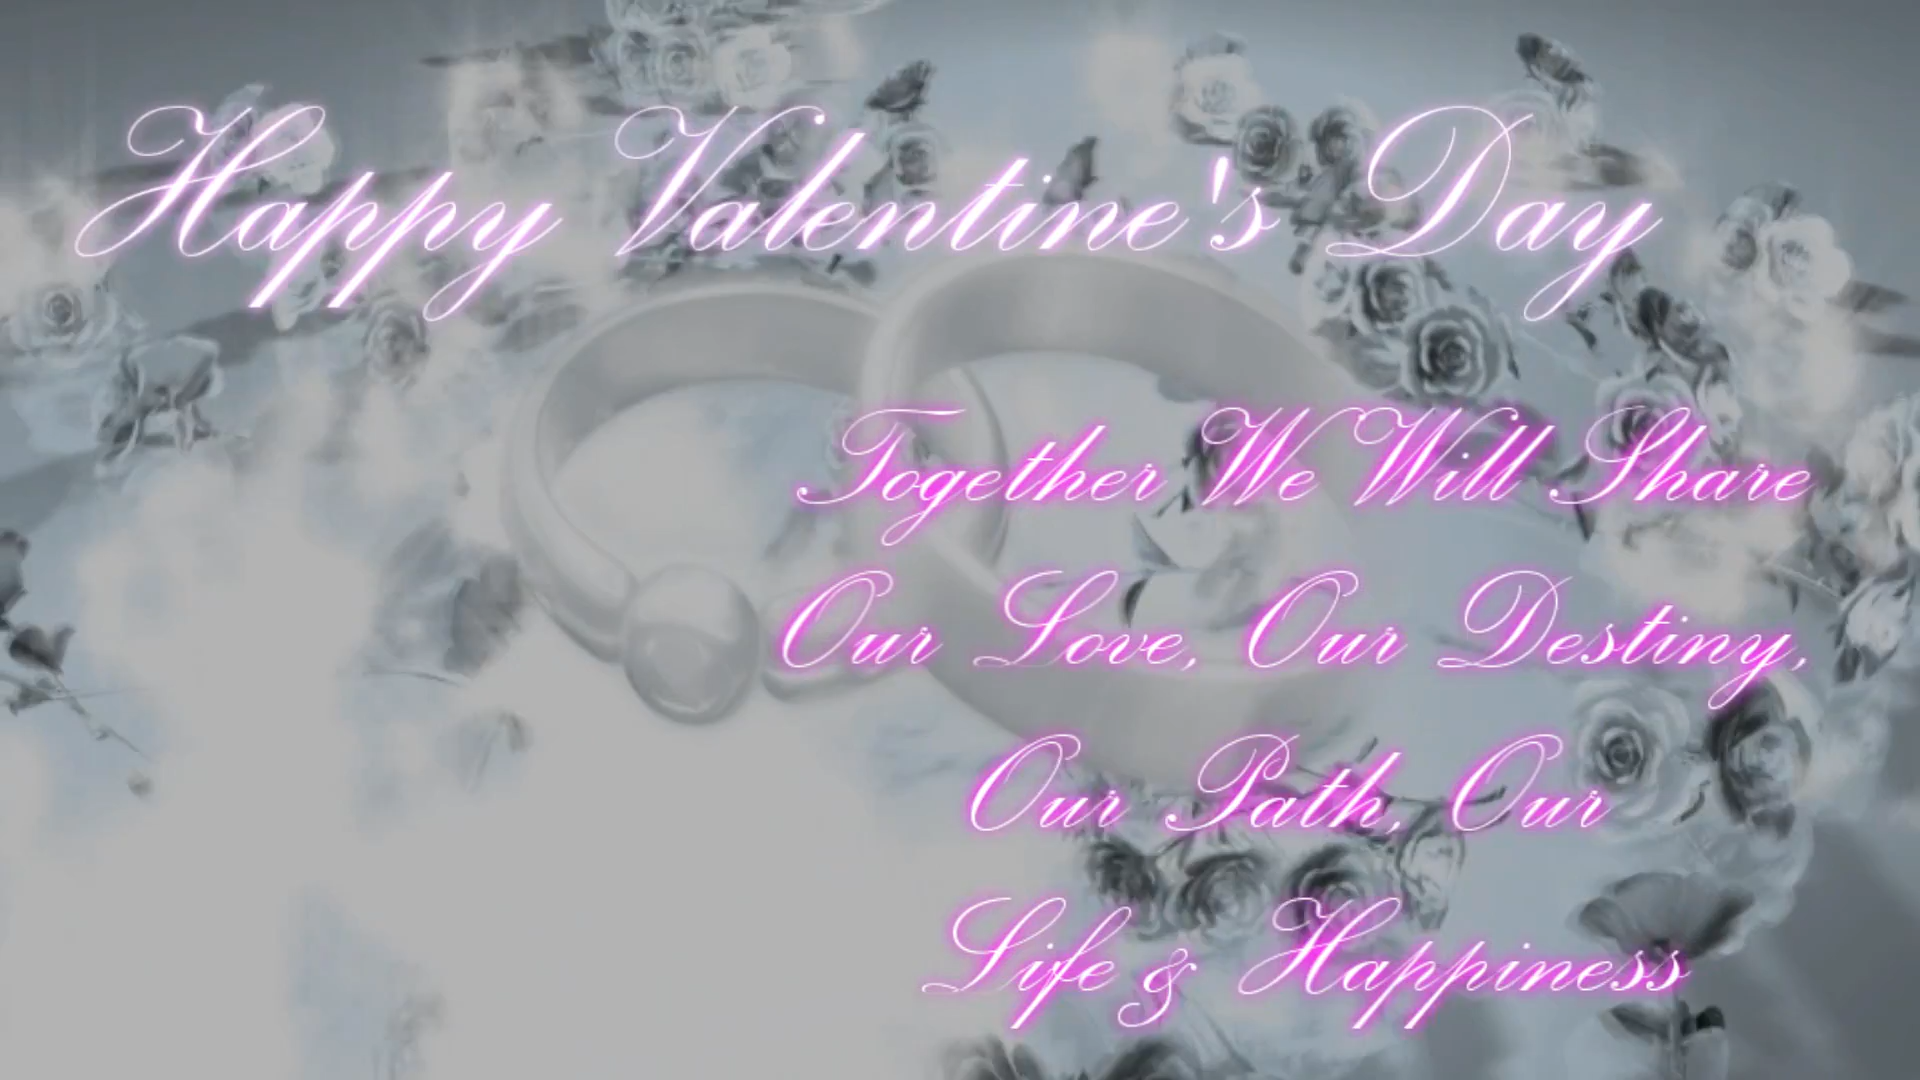 Happy Valentine's Day
Together We Will Share
Our Love, Our Destiny,
Our Path, Our
Life & Happiness